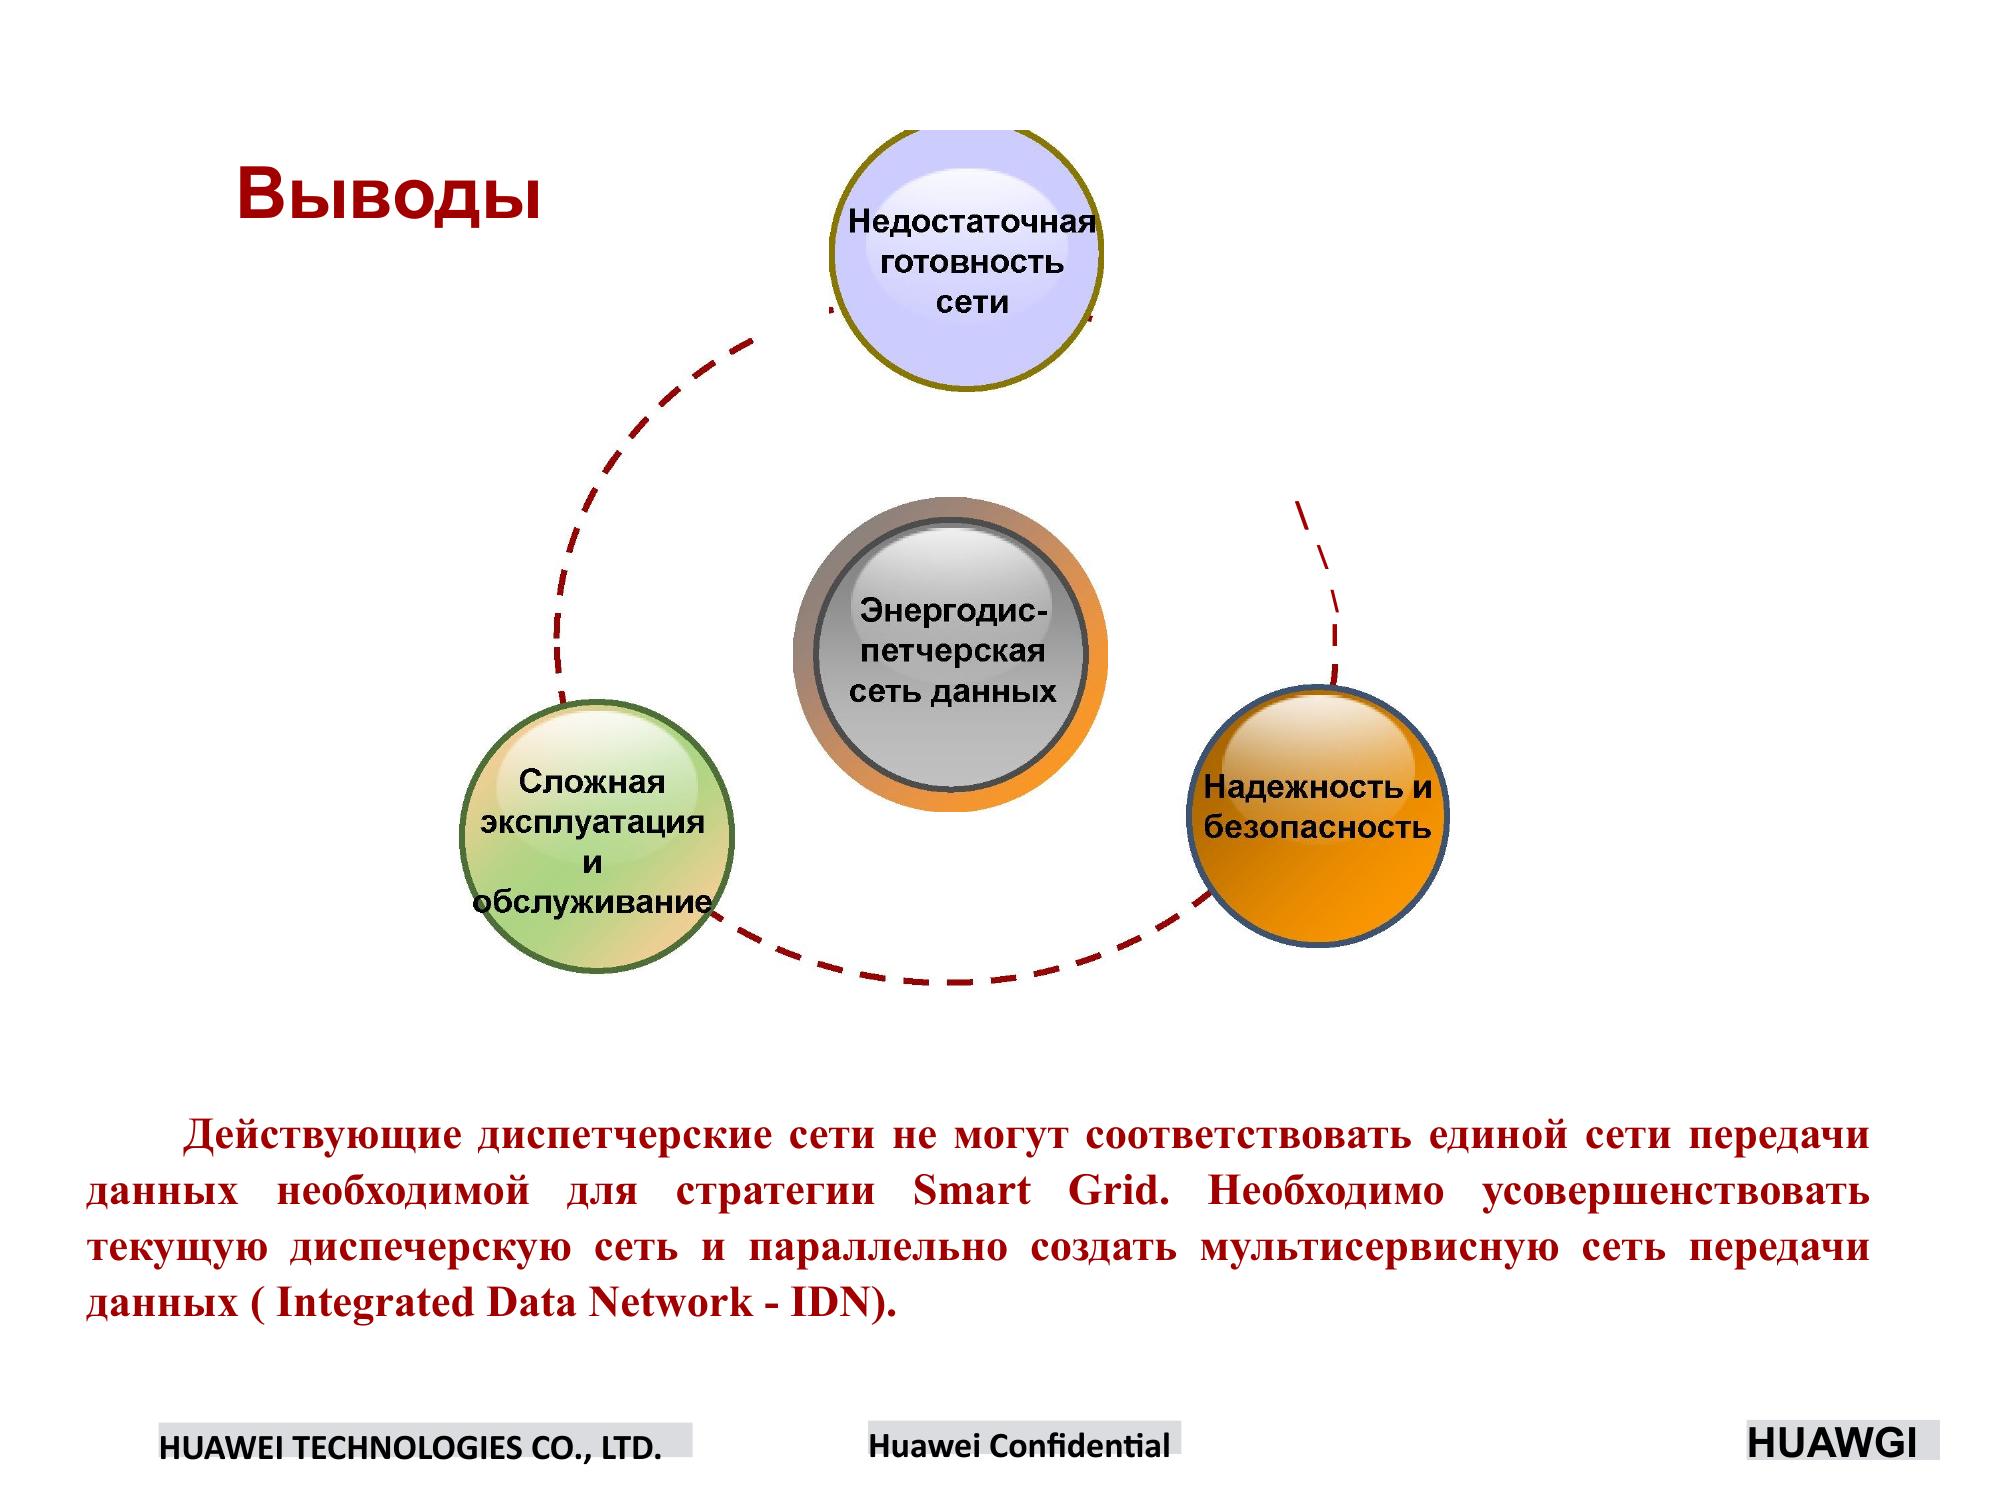 Выводы
Недостаточная
готовность
сети
Энергодис-
петчерская
сеть данных
Сложная
эксплуатация
и
обслуживание
Надежность и
безопасность
Действующие диспетчерские сети не могут соответствовать единой сети передачи
данных необходимой для стратегии Smart Grid. Необходимо усовершенствовать
текущую диспечерскую сеть и параллельно создать мультисервисную сеть передачи
данных ( Integrated Data Network - IDN).
HUAWEI TECHNOLOGIES CO., LTD.
Huawei Confidential
HUAWGI